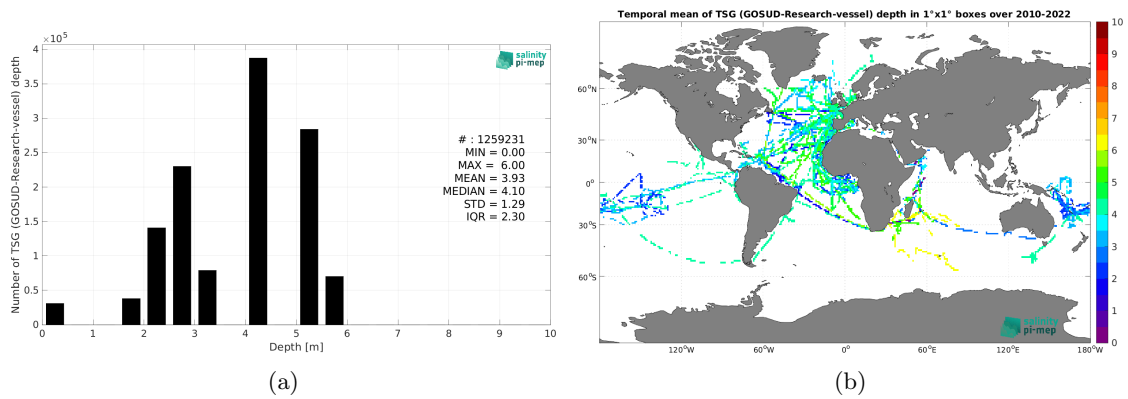 ×10⁵
4
3.5
3
2.5
2
1.5
1
0.5
0
Number of TSG (GOSUD-Research-vessel) depth
salinity
pi-mep
# : 1259231
MIN = 0.00
MAX = 6.00
MEAN = 3.93
MEDIAN = 4.10
STD = 1.29
IQR = 2.30
0 1 2 3 4 5 6 7 8 9 10
Depth [m]
(a)
Temporal mean of TSG (GOSUD-Research-vessel) depth in 1°x1° boxes over 2010-2022
60°N
30°N
0°
30°S
60°S
120°W 60°W 0° 60°E 120°E 180°W
salinity
pi-mep
10
9
8
7
6
5
4
3
2
1
0
(b)